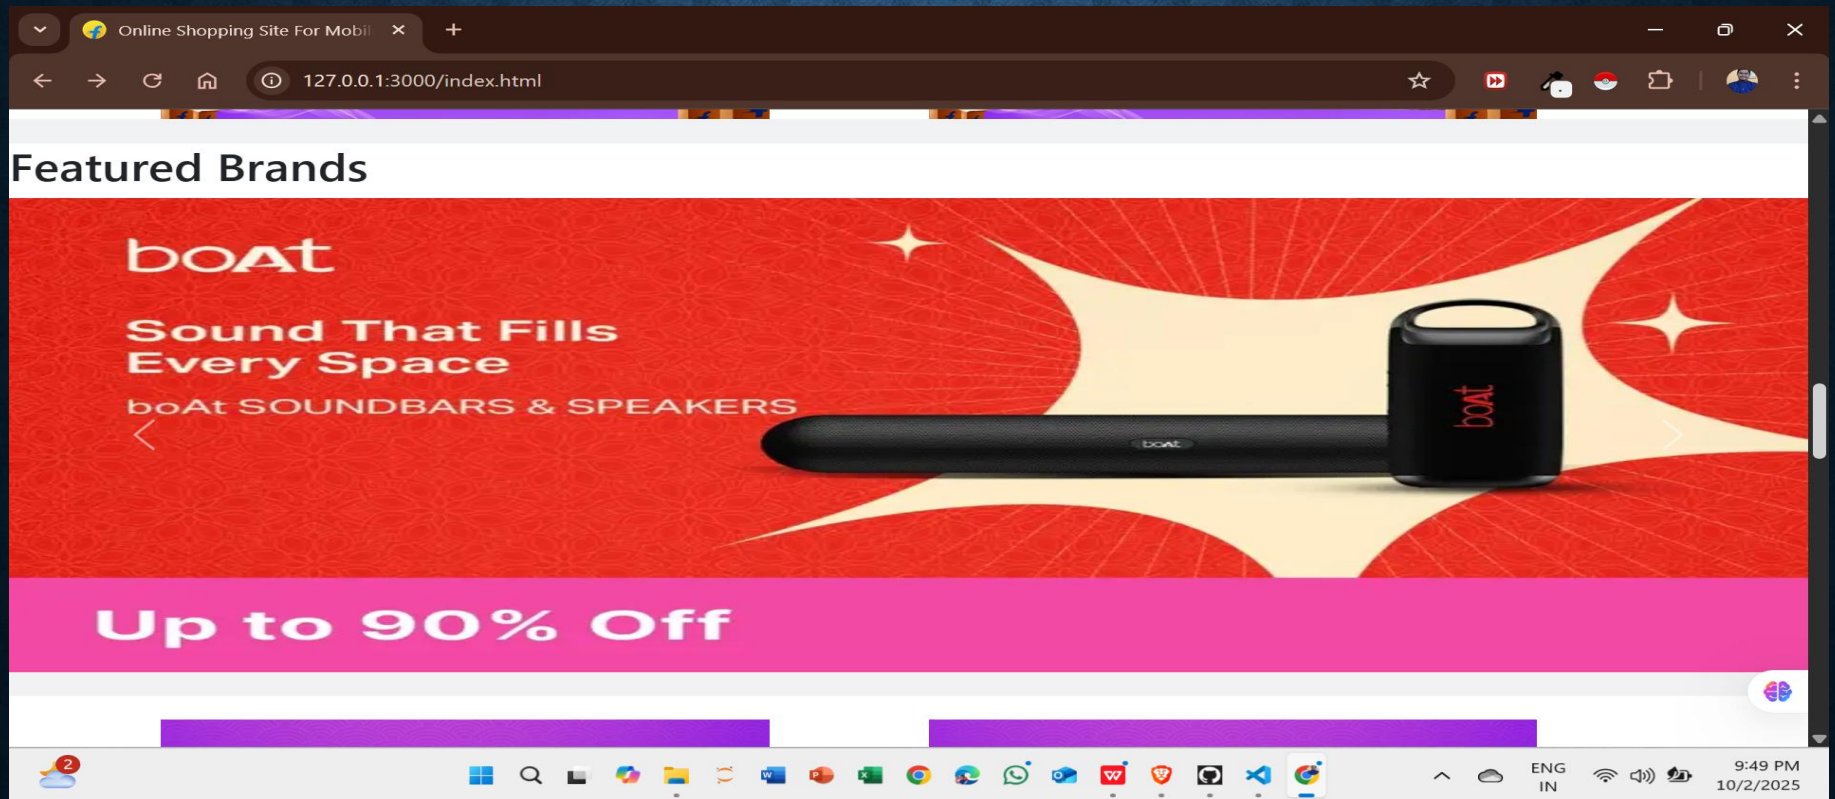 Online Shopping Site For Mobil
127.0.0.1:3000/index.html
Featured Brands
boAt
Sound That Fills
Every Space
boAt SOUNDBARS & SPEAKERS
boAt
boAt
Up to 90% Off
2
ENG
IN
9:49 PM
10/2/2025